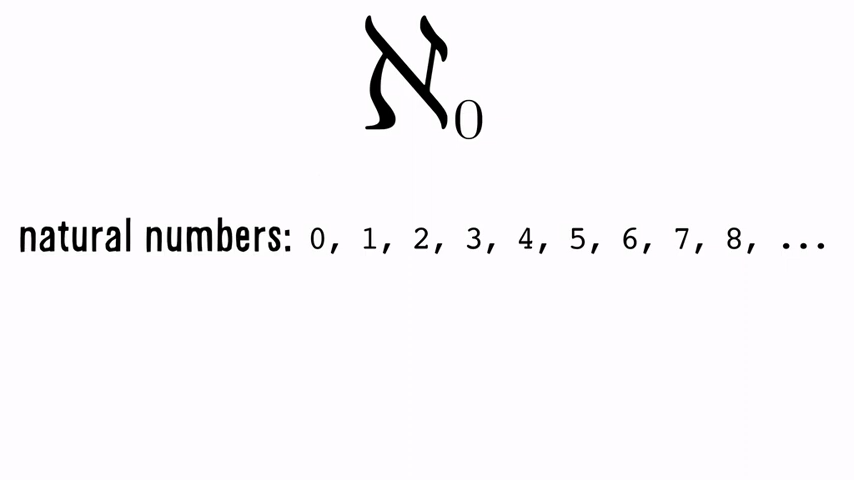 ℵ₀
natural numbers: 0, 1, 2, 3, 4, 5, 6, 7, 8, ...